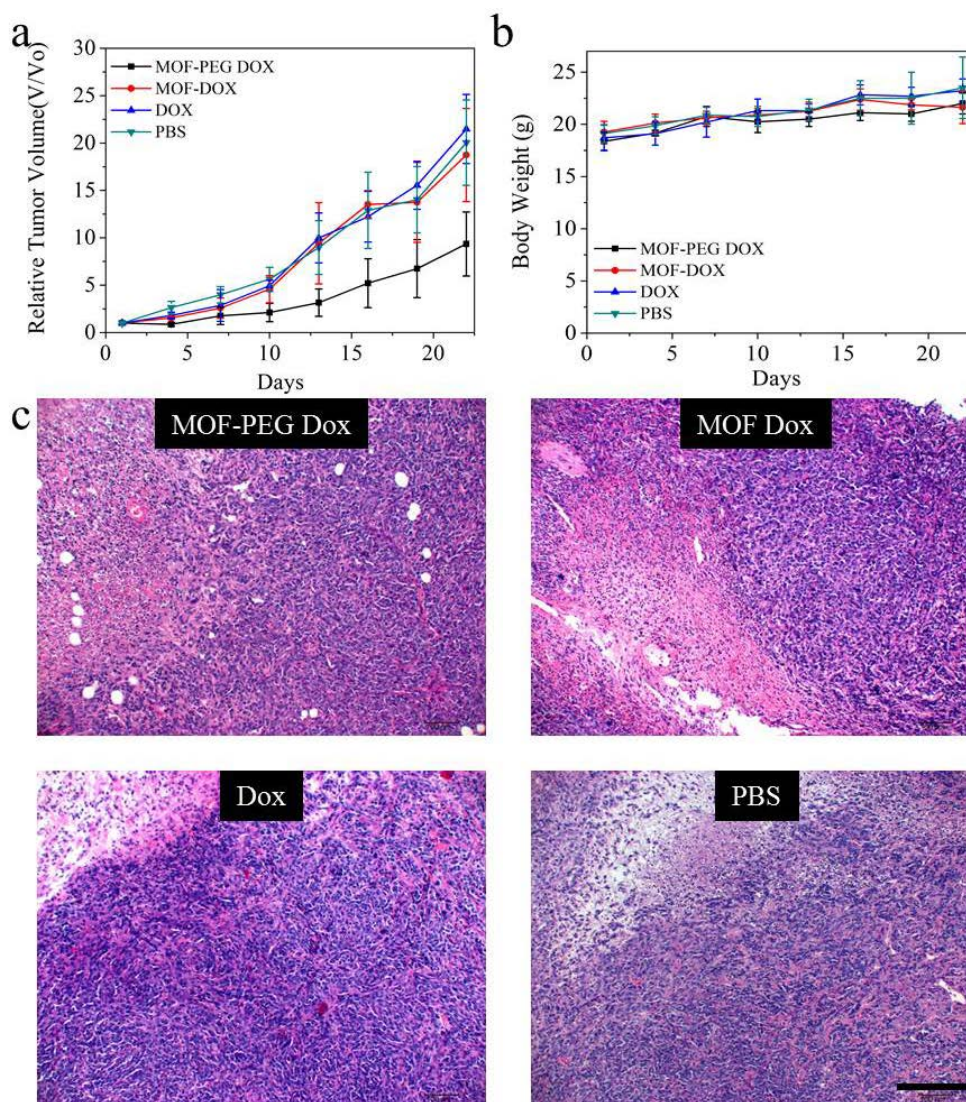 a
Relative Tumor Volume(V/Vo)
30
25
20
15
10
5
0
MOF-PEG DOX
MOF-DOX
DOX
PBS
0 5 10 15 20
Days
b
Body Weight (g)
25
20
15
10
5
0
MOF-PEG DOX
MOF-DOX
DOX
PBS
0 5 10 15 20
Days
c
MOF-PEG Dox
MOF Dox
Dox
PBS